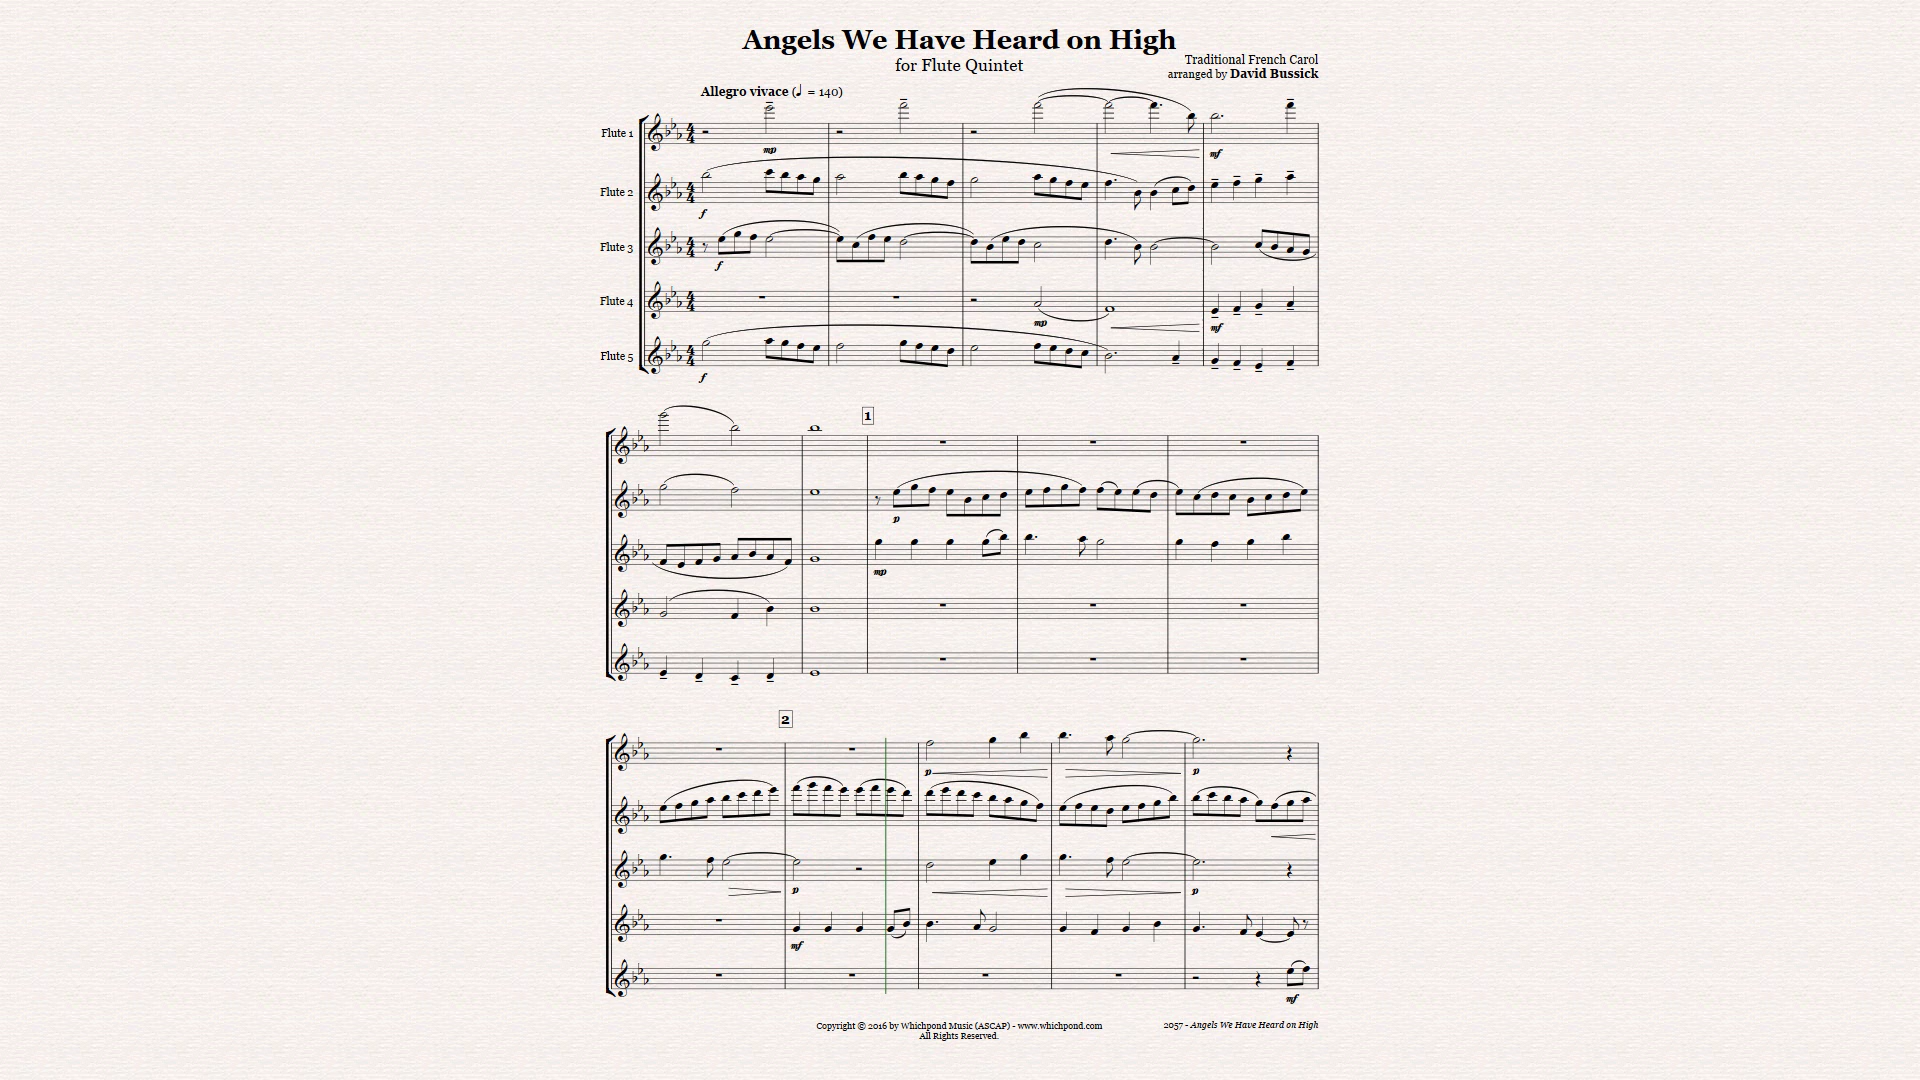 Angels We Have Heard on High
for Flute Quintet
Traditional French Carol
arranged by David Bussick
Allegro vivace (♩ = 140)
Flute 1
mp
mf
Flute 2
f
Flute 3
f
Flute 4
mp
mf
Flute 5
f
1
p
mp
2
p
p
p
p
mf
mf
Copyright © 2016 by Whichpond Music (ASCAP) - www.whichpond.com
All Rights Reserved.
2057 - Angels We Have Heard on High